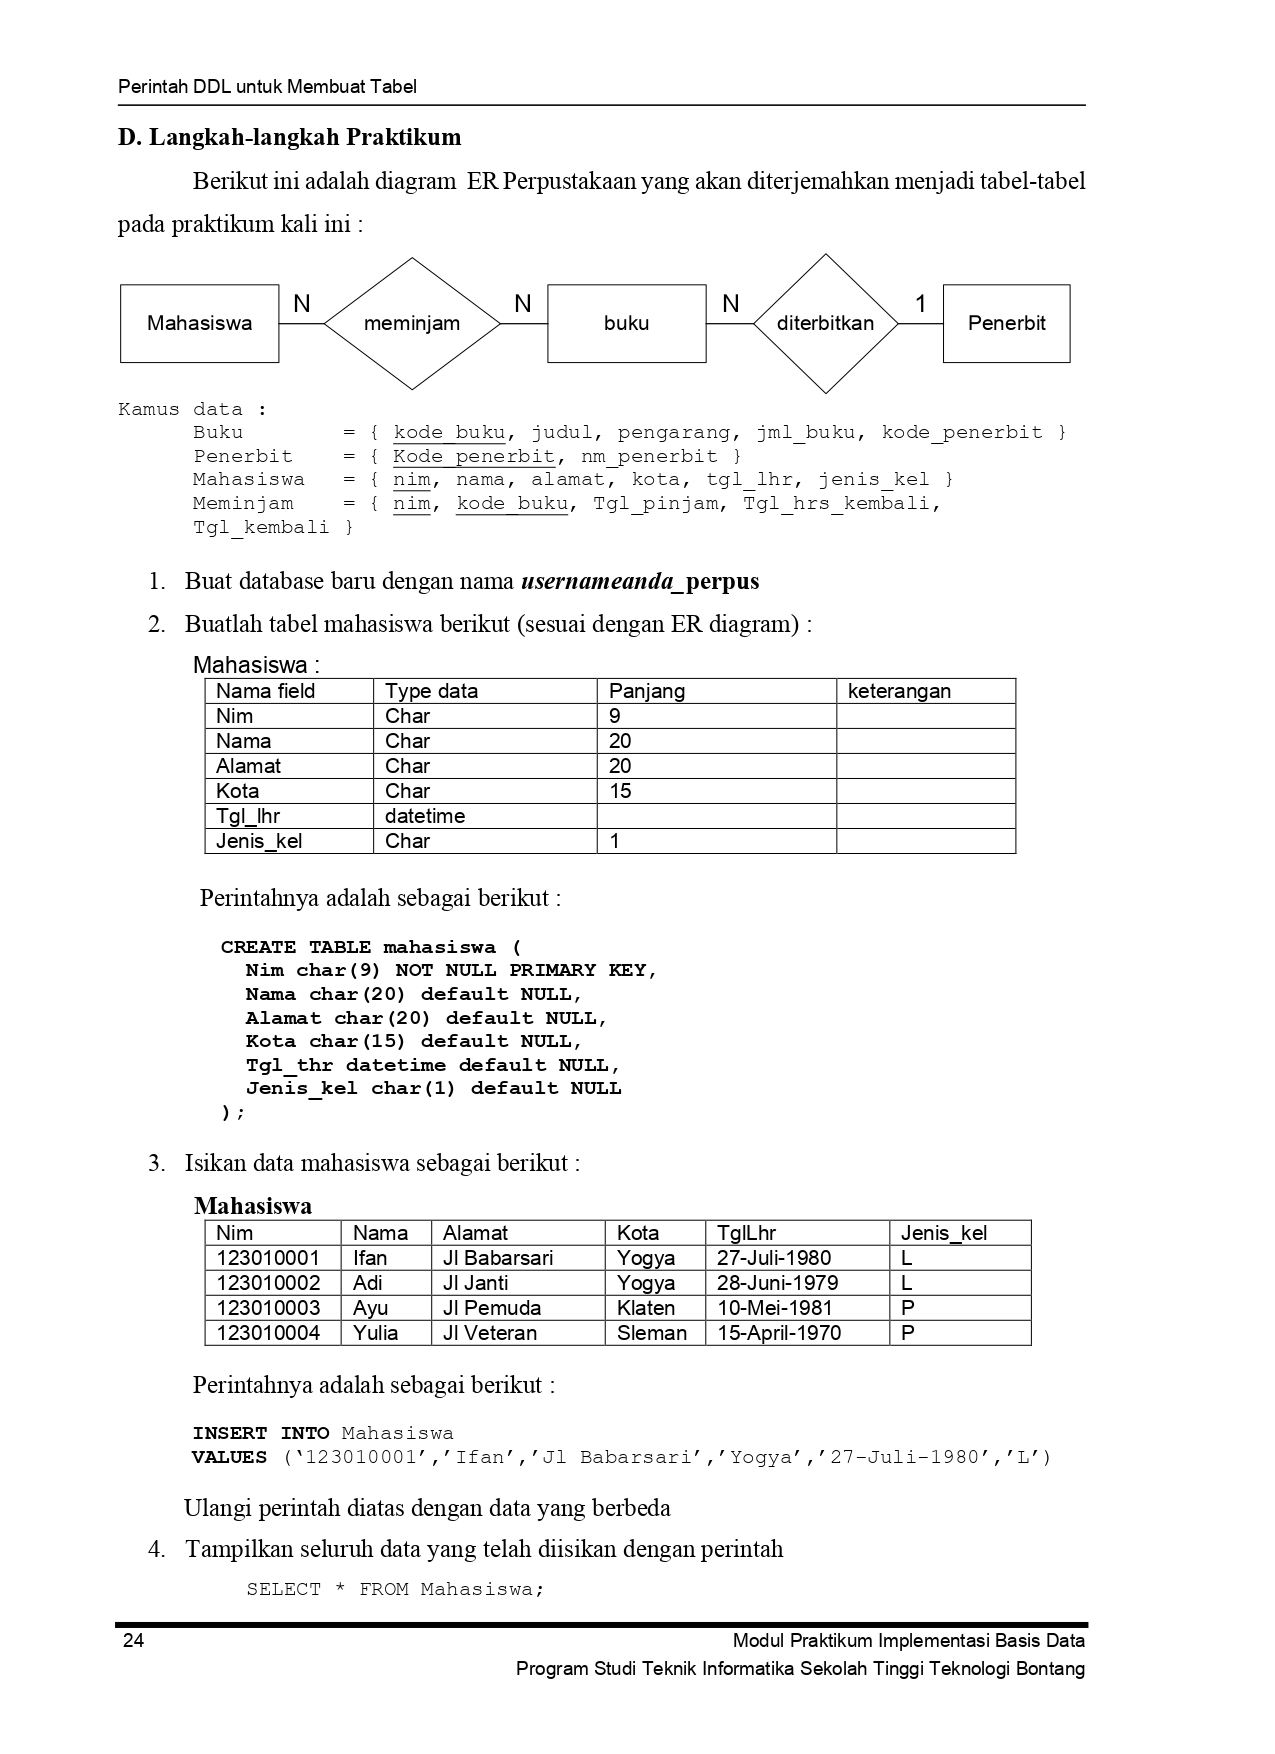 Perintah DDL untuk Membuat Tabel
D. Langkah-langkah Praktikum
Berikut ini adalah diagram ER Perpustakaan yang akan diterjemahkan menjadi tabel-tabel
pada praktikum kali ini :
Mahasiswa N meminjam N buku N diterbitkan 1 Penerbit
Kamus data :
Buku = { kode_buku, judul, pengarang, jml_buku, kode_penerbit }
Penerbit = { Kode_penerbit, nm_penerbit }
Mahasiswa = { nim, nama, alamat, kota, tgl_lhr, jenis_kel }
Meminjam = { nim, kode_buku, Tgl_pinjam, Tgl_hrs_kembali,
Tgl_kembali }
1. Buat database baru dengan nama usernameanda_perpus
2. Buatlah tabel mahasiswa berikut (sesuai dengan ER diagram) :
Mahasiswa :
Nama field Type data Panjang keterangan
Nim Char 9
Nama Char 20
Alamat Char 20
Kota Char 15
Tgl_lhr datetime
Jenis_kel Char 1
Perintahnya adalah sebagai berikut :
CREATE TABLE mahasiswa (
Nim char(9) NOT NULL PRIMARY KEY,
Nama char(20) default NULL,
Alamat char(20) default NULL,
Kota char(15) default NULL,
Tgl_thr datetime default NULL,
Jenis_kel char(1) default NULL
);
3. Isikan data mahasiswa sebagai berikut :
Mahasiswa
Nim Nama Alamat Kota TglLhr Jenis_kel
123010001 Ifan Jl Babarsari Yogya 27-Juli-1980 L
123010002 Adi Jl Janti Yogya 28-Juni-1979 L
123010003 Ayu Jl Pemuda Klaten 10-Mei-1981 P
123010004 Yulia Jl Veteran Sleman 15-April-1970 P
Perintahnya adalah sebagai berikut :
INSERT INTO Mahasiswa
VALUES (‘123010001’,’Ifan’,’Jl Babarsari’,’Yogya’,’27-Juli-1980’,’L’)
Ulangi perintah diatas dengan data yang berbeda
4. Tampilkan seluruh data yang telah diisikan dengan perintah
SELECT * FROM Mahasiswa;
24 Modul Praktikum Implementasi Basis Data
Program Studi Teknik Informatika Sekolah Tinggi Teknologi Bontang